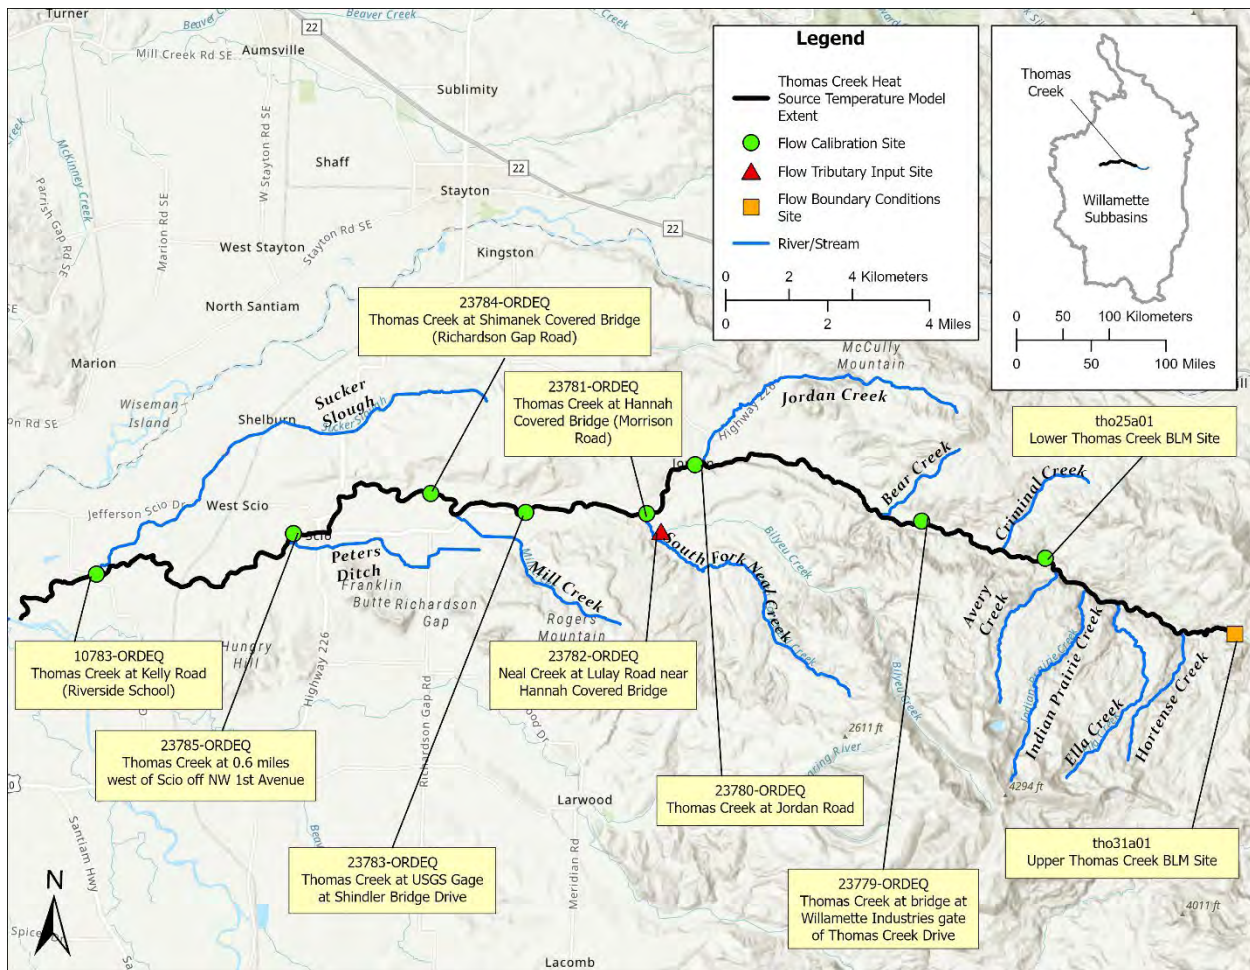 Turner
Beaver Creek
Beaver Creek
22
Mill Creek Rd SE
Aumsville
Sublimity
McKinney Creek
Parrish Gap Rd SE
Marion Rd SE
W Stayton Rd SE
Shaff
22
Stayton
Stayton Rd SE
West Stayton
Kingston
22
North Santiam
Marion
Wiseman
Island
Shelburn
Sucker
Slough
Sucker Slough
Jefferson Scio Dr
West Scio
Scio
Peters
Ditch
Franklin
Butte
Richardson
Gap
Mill Creek
Rogers
Mountain
Hungry
Hill
Highway 226
Richardson Gap Rd
Larwood
Meridian Rd
Lacomb
Santiam Hwy
McCully
Mountain
Highway 226
Jordan Creek
Bear Creek
Criminal Creek
Bilyeu Creek
South Fork Neal Creek
Bilyeu Creek
2611 ft
Avery
Creek
Indian Prairie Creek
Indian Prairie Creek
Ella Creek
Hortense Creek
4294 ft
4011 ft
23784-ORDEQ
Thomas Creek at Shimanek Covered Bridge
(Richardson Gap Road)
23781-ORDEQ
Thomas Creek at Hannah
Covered Bridge (Morrison
Road)
tho25a01
Lower Thomas Creek BLM Site
10783-ORDEQ
Thomas Creek at Kelly Road
(Riverside School)
23782-ORDEQ
Neal Creek at Lulay Road near
Hannah Covered Bridge
23785-ORDEQ
Thomas Creek at 0.6 miles
west of Scio off NW 1st Avenue
23780-ORDEQ
Thomas Creek at Jordan Road
23783-ORDEQ
Thomas Creek at USGS Gage
at Shindler Bridge Drive
23779-ORDEQ
Thomas Creek at bridge at
Willamette Industries gate
of Thomas Creek Drive
tho31a01
Upper Thomas Creek BLM Site
N
Legend
Thomas Creek Heat
Source Temperature Model
Extent
Flow Calibration Site
Flow Tributary Input Site
Flow Boundary Conditions
Site
River/Stream
0 2 4 Kilometers
0 2 4 Miles
Thomas
Creek
Willamette
Subbasins
0 50 100 Kilometers
0 50 100 Miles